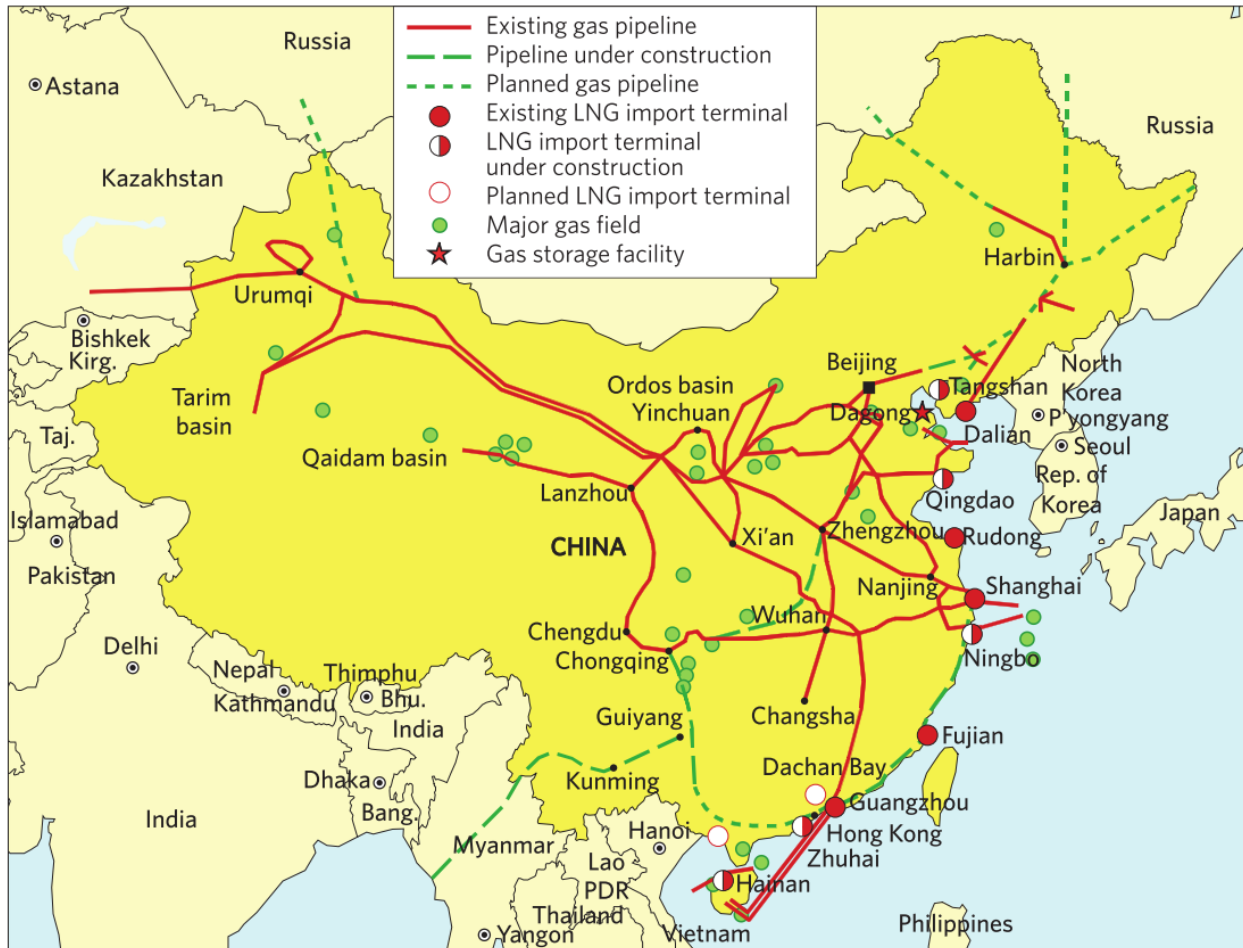 Existing gas pipeline
Pipeline under construction
Planned gas pipeline
Existing LNG import terminal
LNG import terminal
under construction
Planned LNG import terminal
Major gas field
Gas storage facility
Russia
Astana
Kazakhstan
Russia
Harbin
Urumqi
Bishkek
Kirg.
Tarim
basin
Taj.
Qaidam basin
Ordos basin
Yinchuan
Beijing
Tangshan
Dagong
North
Korea
P'yongyang
Dalian
Seoul
Rep. of
Korea
Japan
Lanzhou
Qingdao
Islamabad
Pakistan
CHINA
Xi'an
Zhengzhou
Rudong
Nanjing
Shanghai
Delhi
Chengdu
Chongqing
Wuhan
Ningbo
Nepal
Kathmandu
Thimphu
Bhu.
India
Guiyang
Changsha
Fujian
Kunming
Dachan Bay
Dhaka
Bang.
India
Guangzhou
Hong Kong
Zhuhai
Hanoi
Myanmar
Lao
PDR
Hainan
Thailand
Yangon
Vietnam
Philippines